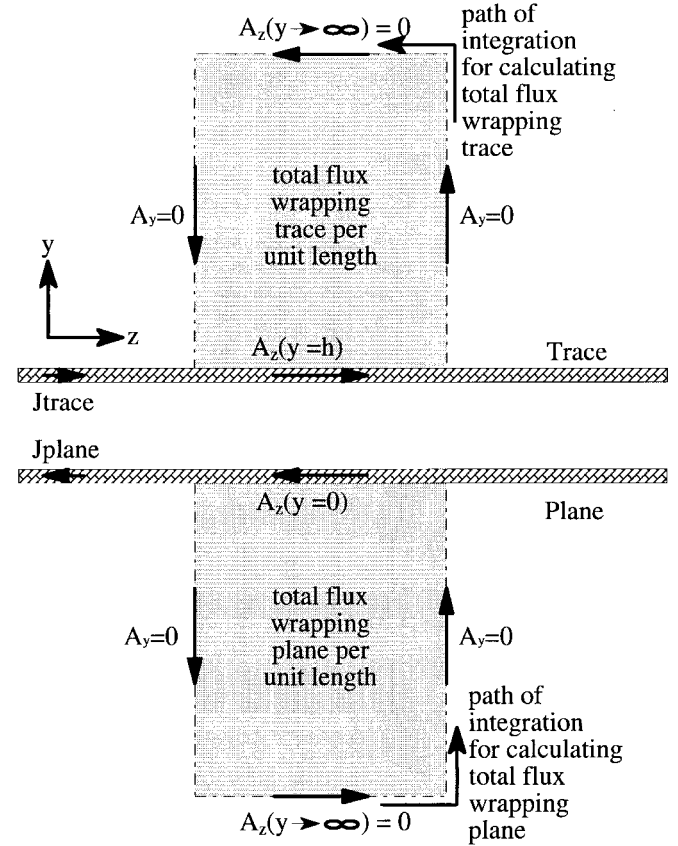 A_z(y→∞) = 0
path of
integration
for calculating
total flux
wrapping
trace
total flux
wrapping
trace per
unit length
A_y=0
A_y=0
y
z
A_z(y =h)
Trace
Jtrace
Jplane
A_z(y =0)
Plane
total flux
wrapping
plane per
unit length
A_y=0
A_y=0
path of
integration
for calculating
total flux
wrapping
plane
A_z(y→∞) = 0